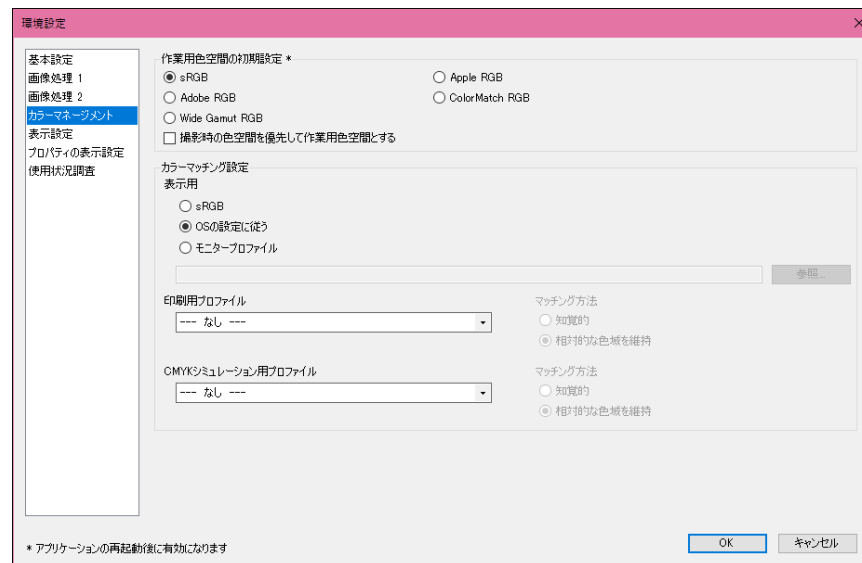 環境設定
基本設定
画像処理 1
画像処理 2
カラーマネージメント
表示設定
プロパティの表示設定
使用状況調査
作業用色空間の初期設定 *
sRGB
Apple RGB
Adobe RGB
ColorMatch RGB
Wide Gamut RGB
撮影時の色空間を優先して作業用色空間とする
カラーマッチング設定
表示用
sRGB
OSの設定に従う
モニタープロファイル
参照...
印刷用プロファイル
マッチング方法
--- なし ---
知覚的
相対的な色域を維持
CMYKシミュレーション用プロファイル
マッチング方法
--- なし ---
知覚的
相対的な色域を維持
* アプリケーションの再起動後に有効になります
OK
キャンセル